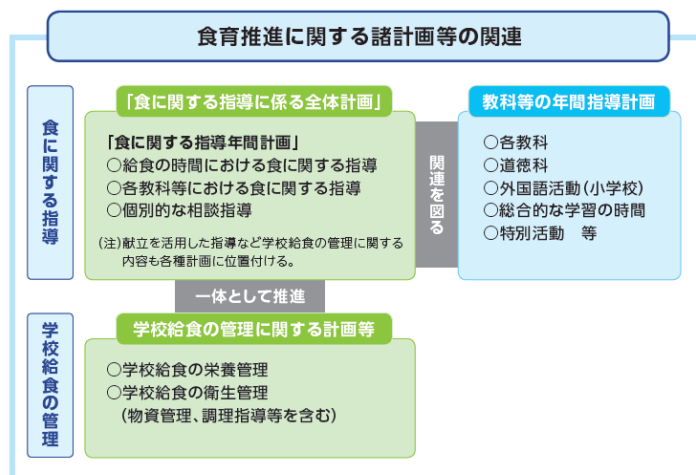 食育推進に関する諸計画等の関連
食に関する指導
「食に関する指導に係る全体計画」
「食に関する指導年間計画」
○給食の時間における食に関する指導
○各教科等における食に関する指導
○個別的な相談指導
(注)献立を活用した指導など学校給食の管理に関する
内容も各種計画に位置付ける。
関連を図る
教科等の年間指導計画
○各教科
○道徳科
○外国語活動(小学校)
○総合的な学習の時間
○特別活動　等
一体として推進
学校給食の管理
学校給食の管理に関する計画等
○学校給食の栄養管理
○学校給食の衛生管理
(物資管理、調理指導等を含む)